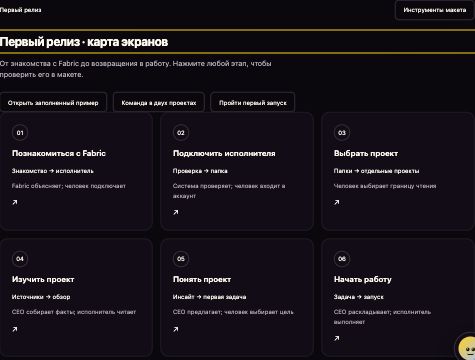 Первый релиз
Инструменты макета
Первый релиз · карта экранов
От знакомства с Fabric до возвращения в работу. Нажмите любой этап, чтобы
проверить его в макете.
Открыть заполненный пример
Команда в двух проектах
Пройти первый запуск
01
Познакомиться с Fabric
Знакомство → исполнитель
Fabric объясняет; человек подключает
↗
02
Подключить исполнителя
Проверка → папка
Система проверяет; человек входит в
аккаунт
↗
03
Выбрать проект
Папки → отдельные проекты
Человек выбирает границу чтения
↗
04
Изучить проект
Источники → обзор
CEO собирает факты; исполнитель читает
↗
05
Понять проект
Инсайт → первая задача
CEO предлагает; человек выбирает цель
↗
06
Начать работу
Задача → запуск
CEO раскладывает; исполнитель
выполняет
↗